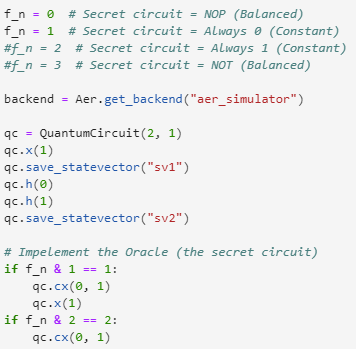 f_n = 0  # Secret circuit = NOP (Balanced)
f_n = 1  # Secret circuit = Always 0 (Constant)
#f_n = 2  # Secret circuit = Always 1 (Constant)
#f_n = 3  # Secret circuit = NOT (Balanced)

backend = Aer.get_backend("aer_simulator")

qc = QuantumCircuit(2, 1)
qc.x(1)
qc.save_statevector("sv1")
qc.h(0)
qc.h(1)
qc.save_statevector("sv2")

# Impelement the Oracle (the secret circuit)
if f_n & 1 == 1:
    qc.cx(0, 1)
    qc.x(1)
if f_n & 2 == 2:
    qc.cx(0, 1)